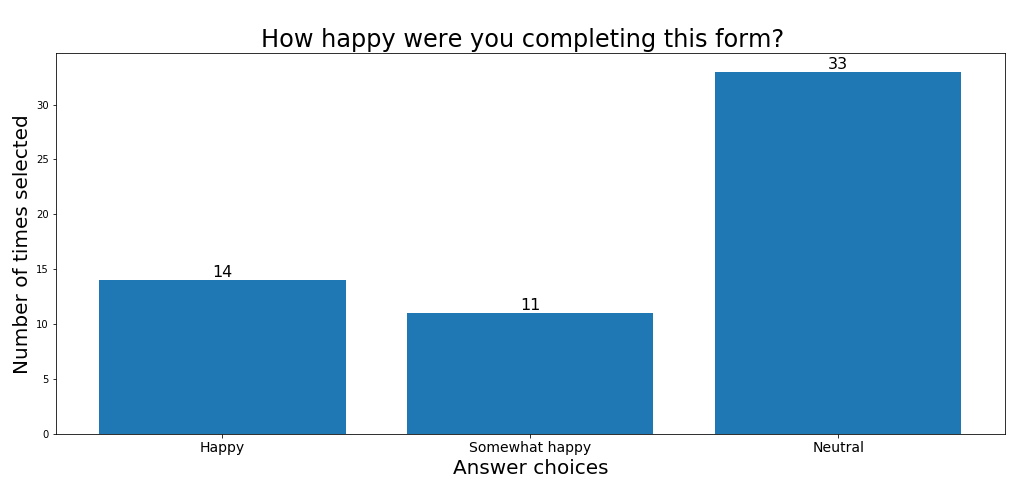 How happy were you completing this form?
33
14
11
30
25
20
15
10
5
0
Number of times selected
Happy
Somewhat happy
Neutral
Answer choices